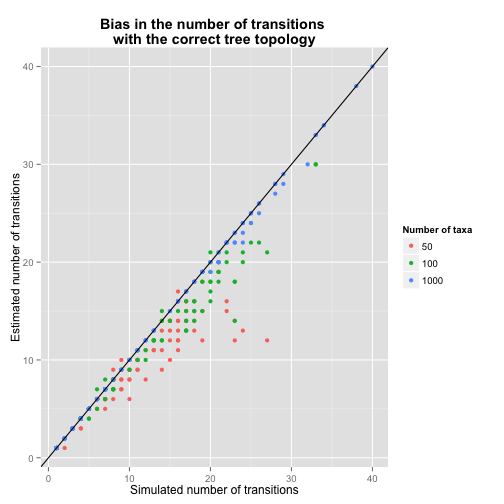 Bias in the number of transitions
with the correct tree topology
Estimated number of transitions
40
30
20
10
0
0 10 20 30 40
Simulated number of transitions
Number of taxa
50
100
1000